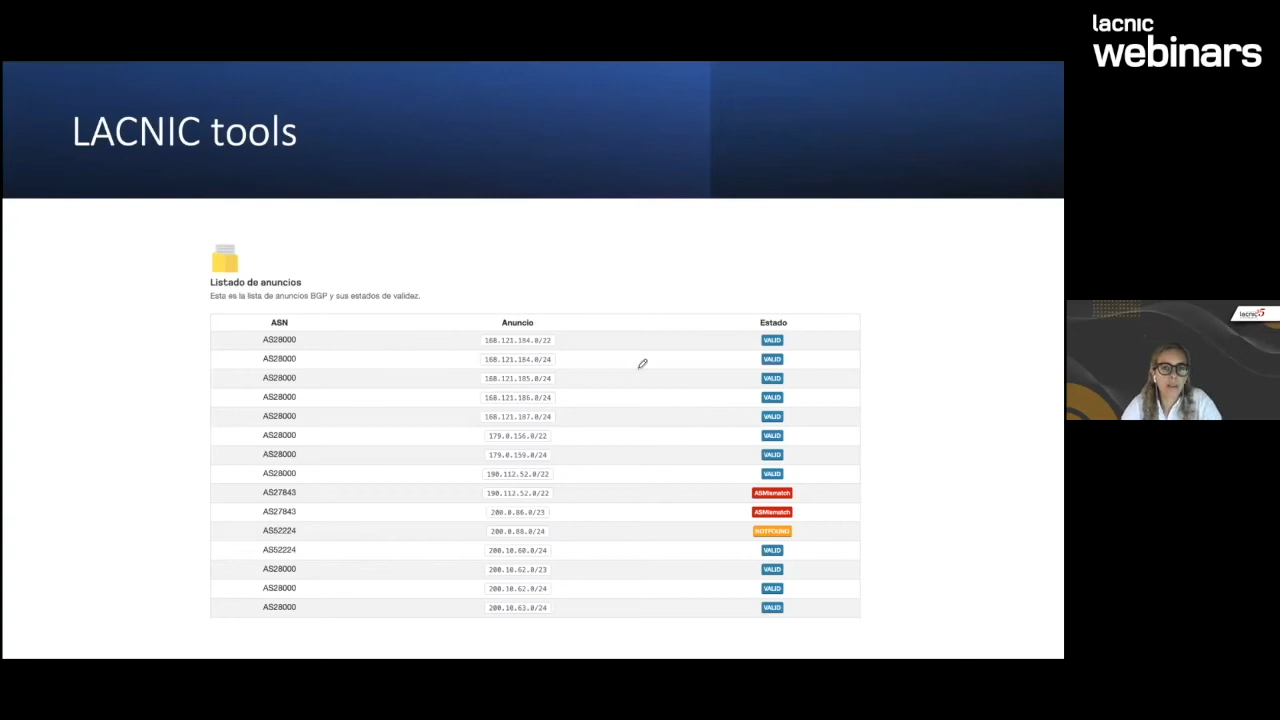 lacnic
webinars
LACNIC tools
Listado de anuncios
Esta es la lista de anuncios BGP y sus estados de validez.
ASN Anuncio Estado
AS28000 168.121.184.0/22 VALID
AS28000 168.121.184.0/24 VALID
AS28000 168.121.185.0/24 VALID
AS28000 168.121.186.0/24 VALID
AS28000 168.121.187.0/24 VALID
AS28000 179.0.156.0/22 VALID
AS28000 179.0.159.0/24 VALID
AS28000 190.112.52.0/22 VALID
AS27843 190.112.52.0/22 ASMismatch
AS27843 200.0.86.0/23 ASMismatch
AS52224 200.0.88.0/24 NOTFOUND
AS52224 200.10.60.0/24 VALID
AS28000 200.10.62.0/23 VALID
AS28000 200.10.62.0/24 VALID
AS28000 200.10.63.0/24 VALID
lacnic